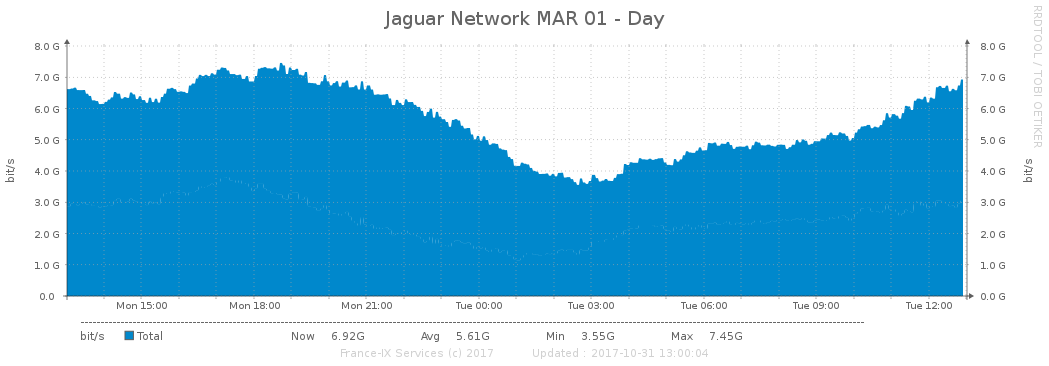 Jaguar Network MAR 01 - Day
RRDTOOL / TOBI OETIKER
8.0 G 8.0 G
7.0 G 7.0 G
6.0 G 6.0 G
5.0 G 5.0 G
4.0 G 4.0 G
3.0 G 3.0 G
2.0 G 2.0 G
1.0 G 1.0 G
0.0 0.0 G
bit/s
bit/s
Mon 15:00 Mon 18:00 Mon 21:00 Tue 00:00 Tue 03:00 Tue 06:00 Tue 09:00 Tue 12:00
bit/s Total Now 6.92G Avg 5.61G Min 3.55G Max 7.45G
France-IX Services (c) 2017 Updated : 2017-10-31 13:00:04